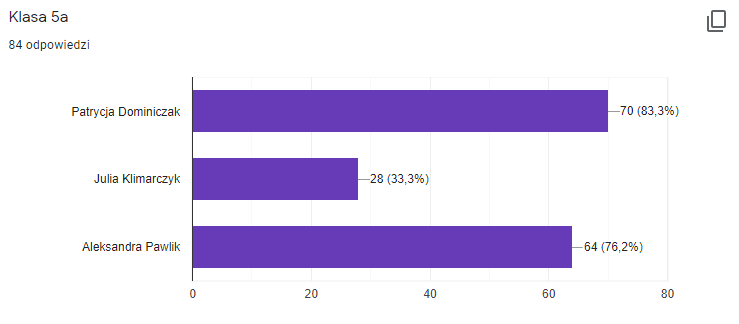 Klasa 5a
84 odpowiedzi
Patrycja Dominiczak 70 (83,3%)
Julia Klimarczyk 28 (33,3%)
Aleksandra Pawlik 64 (76,2%)
0 20 40 60 80